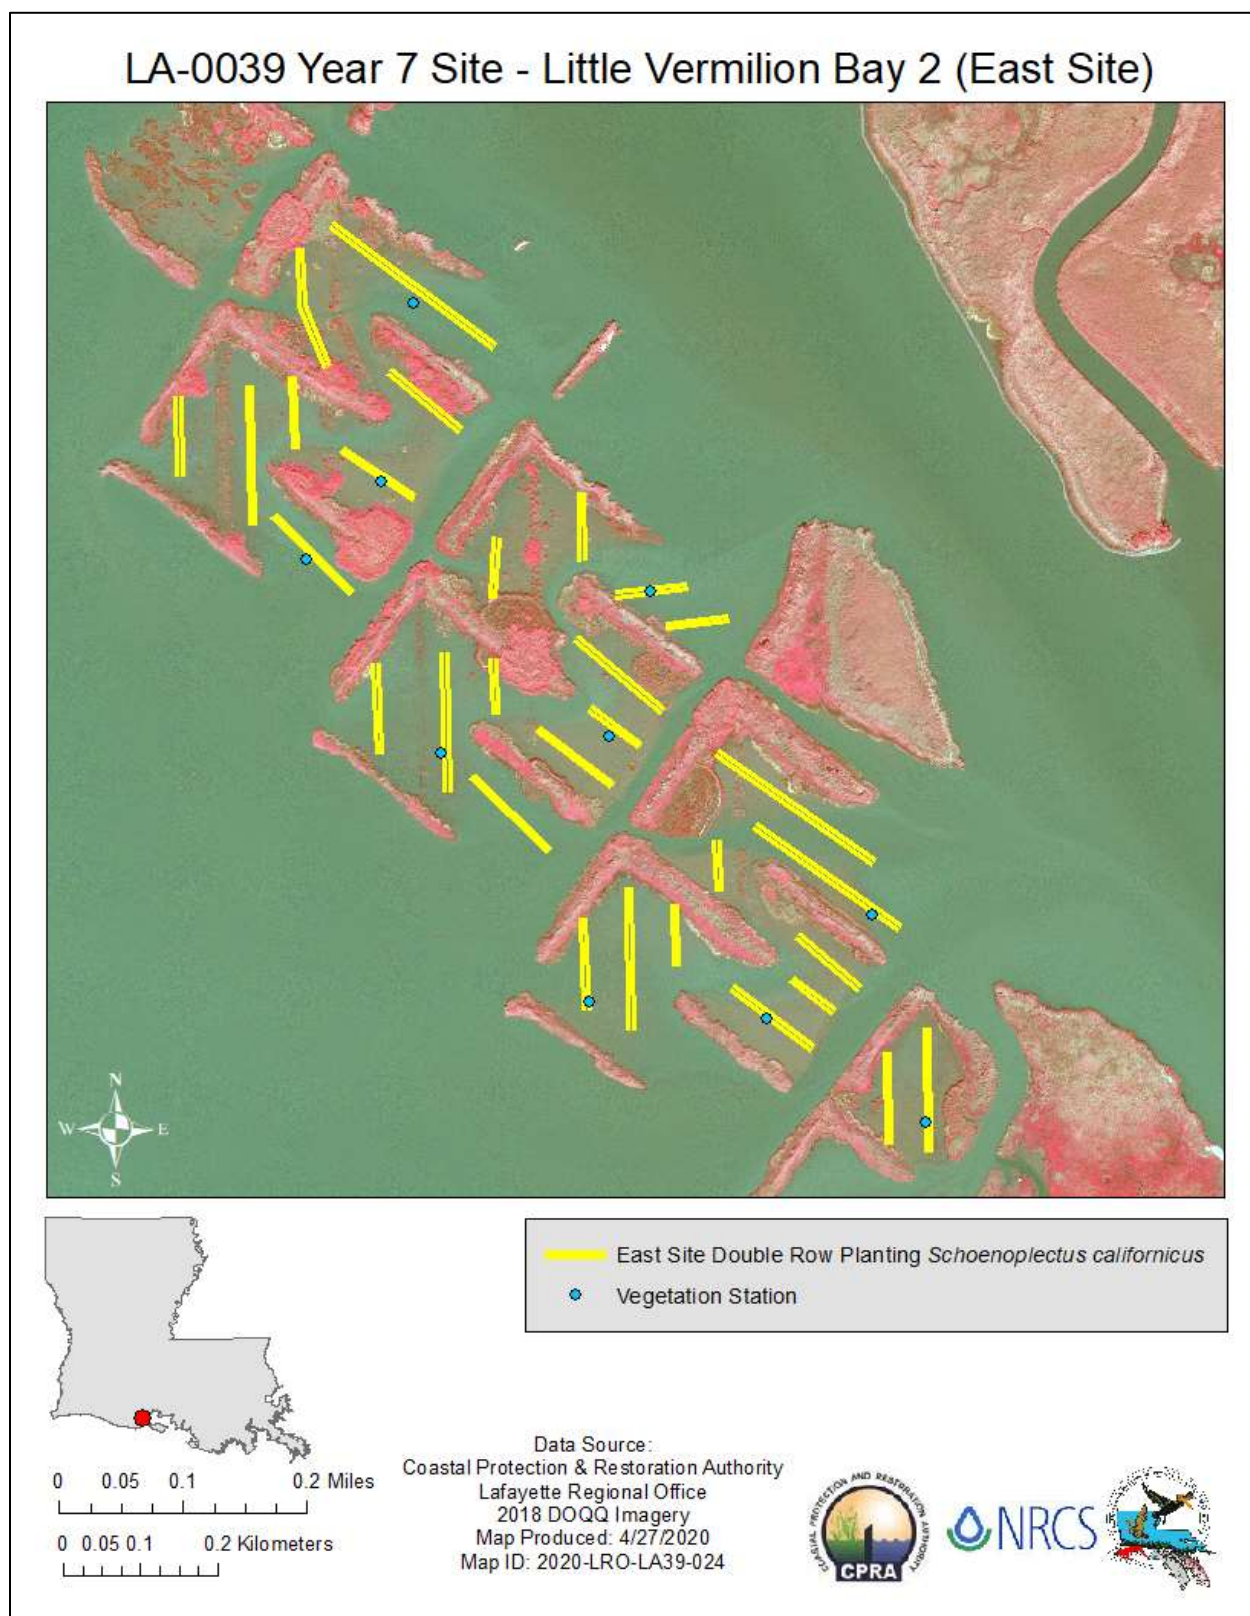 LA-0039 Year 7 Site - Little Vermilion Bay 2 (East Site)
N
W E
S
East Site Double Row Planting Schoenoplectus californicus
Vegetation Station
0 0.05 0.1 0.2 Miles
0 0.05 0.1 0.2 Kilometers
Data Source:
Coastal Protection & Restoration Authority
Lafayette Regional Office
2018 DOQQ Imagery
Map Produced: 4/27/2020
Map ID: 2020-LRO-LA39-024
COASTAL PROTECTION AND RESTORATION AUTHORITY
CPRA
NRCS